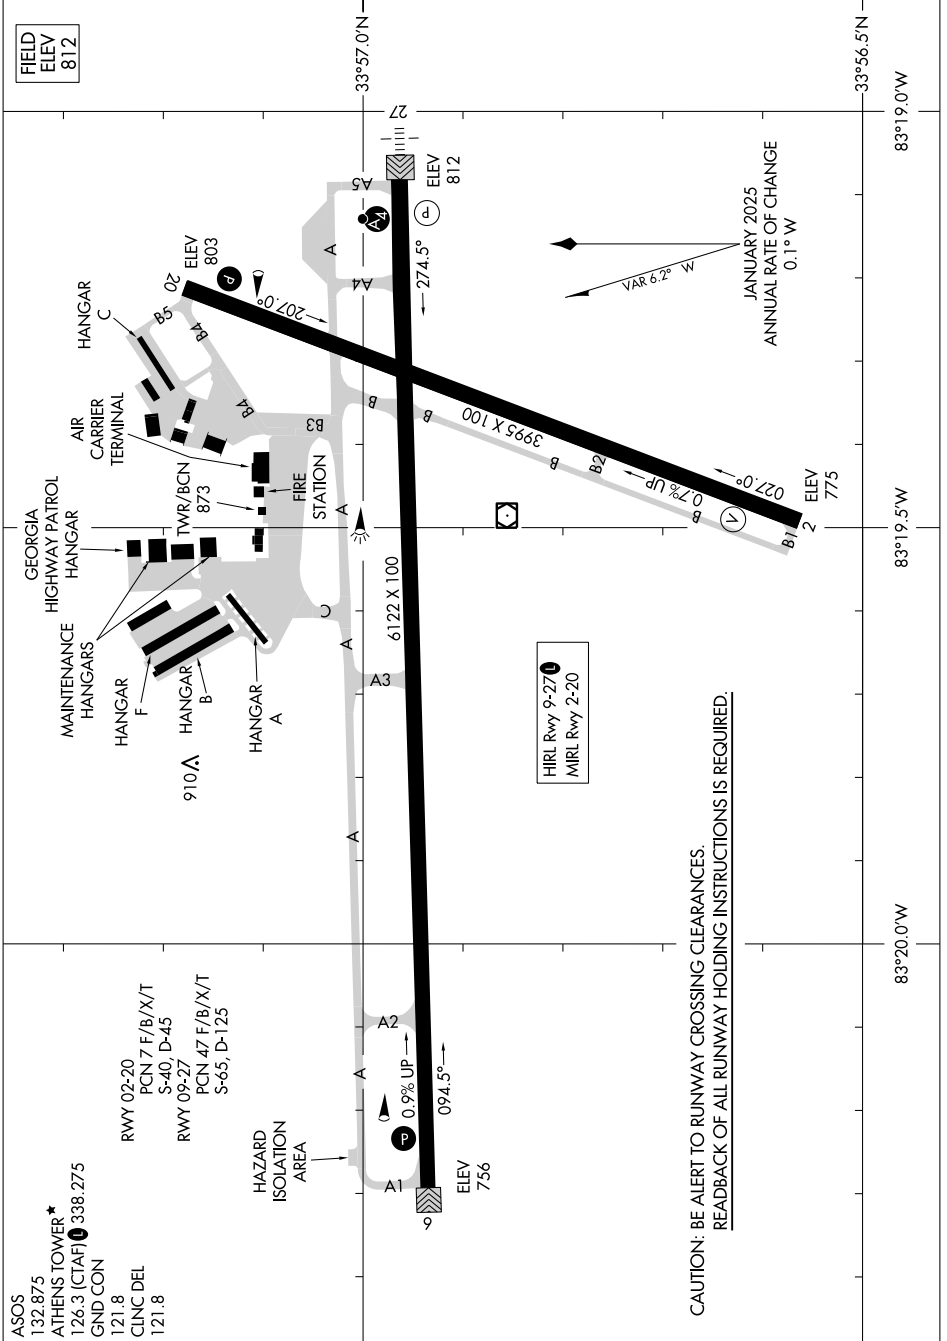 ASOS
132.875
ATHENS TOWER★
126.3 (CTAF) L 338.275
GND CON
121.8
CLNC DEL
121.8
RWY 02-20
PCN 7 F/B/X/T
S-40, D-45
RWY 09-27
PCN 47 F/B/X/T
S-65, D-125
FIELD
ELEV
812
HANGAR
C
AIR
CARRIER
TERMINAL
TWR/BCN
873
FIRE
STATION
GEORGIA
HIGHWAY PATROL
HANGAR
MAINTENANCE
HANGARS
HANGAR
F
HANGAR
B
HANGAR
A
910
HAZARD
ISOLATION
AREA
20
ELEV
803
P
207.0°
B5
B4
B4
B3
A
A5
A4
A4
P
27
ELEV
812
274.5°
A
B
B
3995 X 100
B
B2
B
0.7% UP
027.0°
V
B1
2
ELEV
775
6122 X 100
C
A
A3
A
A2
A
0.9% UP
094.5°
P
A1
9
ELEV
756
HIRL Rwy 9-27 L
MIRL Rwy 2-20
VAR 6.2° W
JANUARY 2025
ANNUAL RATE OF CHANGE
0.1° W
CAUTION: BE ALERT TO RUNWAY CROSSING CLEARANCES.
READBACK OF ALL RUNWAY HOLDING INSTRUCTIONS IS REQUIRED.
33°57.0'N
33°56.5'N
83°20.0'W
83°19.5'W
83°19.0'W